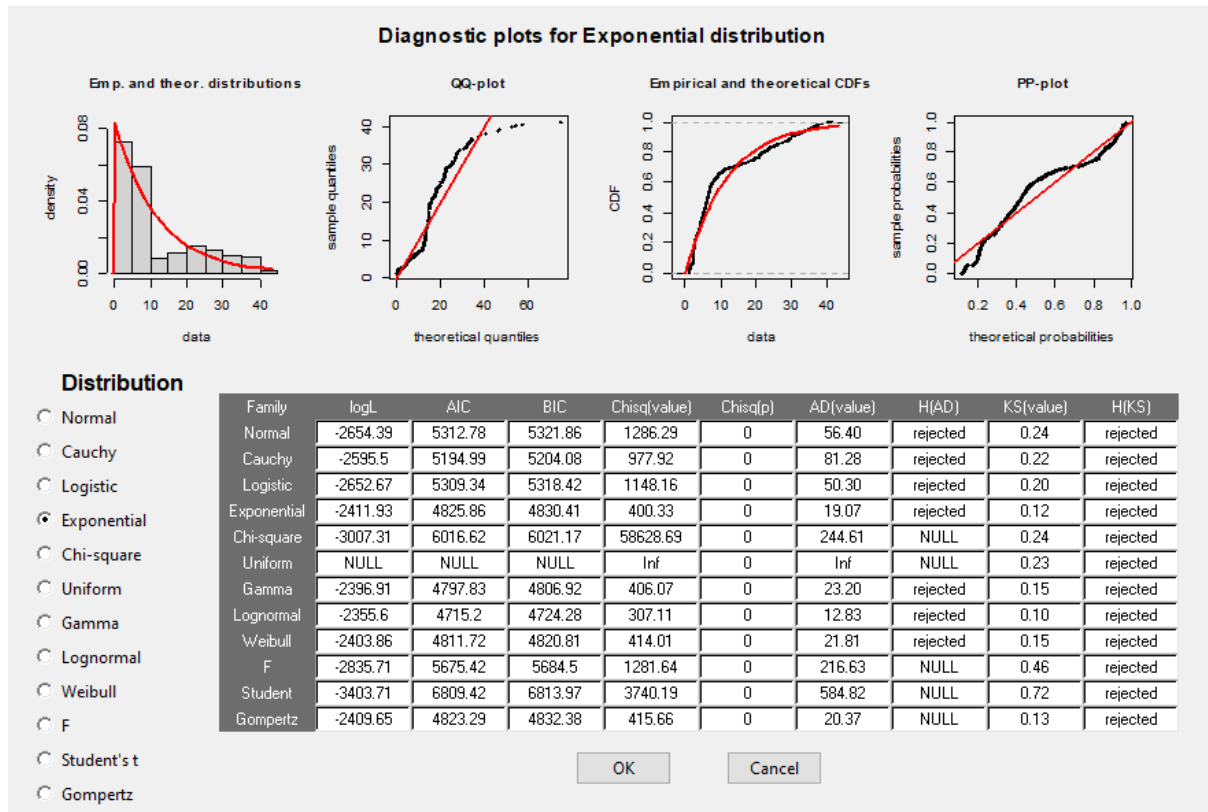 Diagnostic plots for Exponential distribution
Emp. and theor. distributions
QQ-plot
Empirical and theoretical CDFs
PP-plot
density
0.00 0.04 0.08
0 10 20 30 40
data
sample quantiles
0 10 20 30 40
0 20 40 60
theoretical quantiles
CDF
0.0 0.2 0.4 0.6 0.8 1.0
0 10 20 30 40
data
sample probabilities
0.0 0.2 0.4 0.6 0.8 1.0
0.2 0.4 0.6 0.8 1.0
theoretical probabilities
Distribution
Normal
Cauchy
Logistic
Exponential
Chi-square
Uniform
Gamma
Lognormal
Weibull
F
Student's t
Gompertz
Family logL AIC BIC Chisq(value) Chisq(p) AD(value) H(AD) KS(value) H(KS)
Normal -2654.39 5312.78 5321.86 1286.29 0 56.40 rejected 0.24 rejected
Cauchy -2595.5 5194.99 5204.08 977.92 0 81.28 rejected 0.22 rejected
Logistic -2652.67 5309.34 5318.42 1148.16 0 50.30 rejected 0.20 rejected
Exponential -2411.93 4825.86 4830.41 400.33 0 19.07 rejected 0.12 rejected
Chi-square -3007.31 6016.62 6021.17 58628.69 0 244.61 NULL 0.24 rejected
Uniform NULL NULL NULL Inf 0 Inf NULL 0.23 rejected
Gamma -2396.91 4797.83 4806.92 406.07 0 23.20 rejected 0.15 rejected
Lognormal -2355.6 4715.2 4724.28 307.11 0 12.83 rejected 0.10 rejected
Weibull -2403.86 4811.72 4820.81 414.01 0 21.81 rejected 0.15 rejected
F -2835.71 5675.42 5684.5 1281.64 0 216.63 NULL 0.46 rejected
Student -3403.71 6809.42 6813.97 3740.19 0 584.82 NULL 0.72 rejected
Gompertz -2409.65 4823.29 4832.38 415.66 0 20.37 NULL 0.13 rejected
OK
Cancel